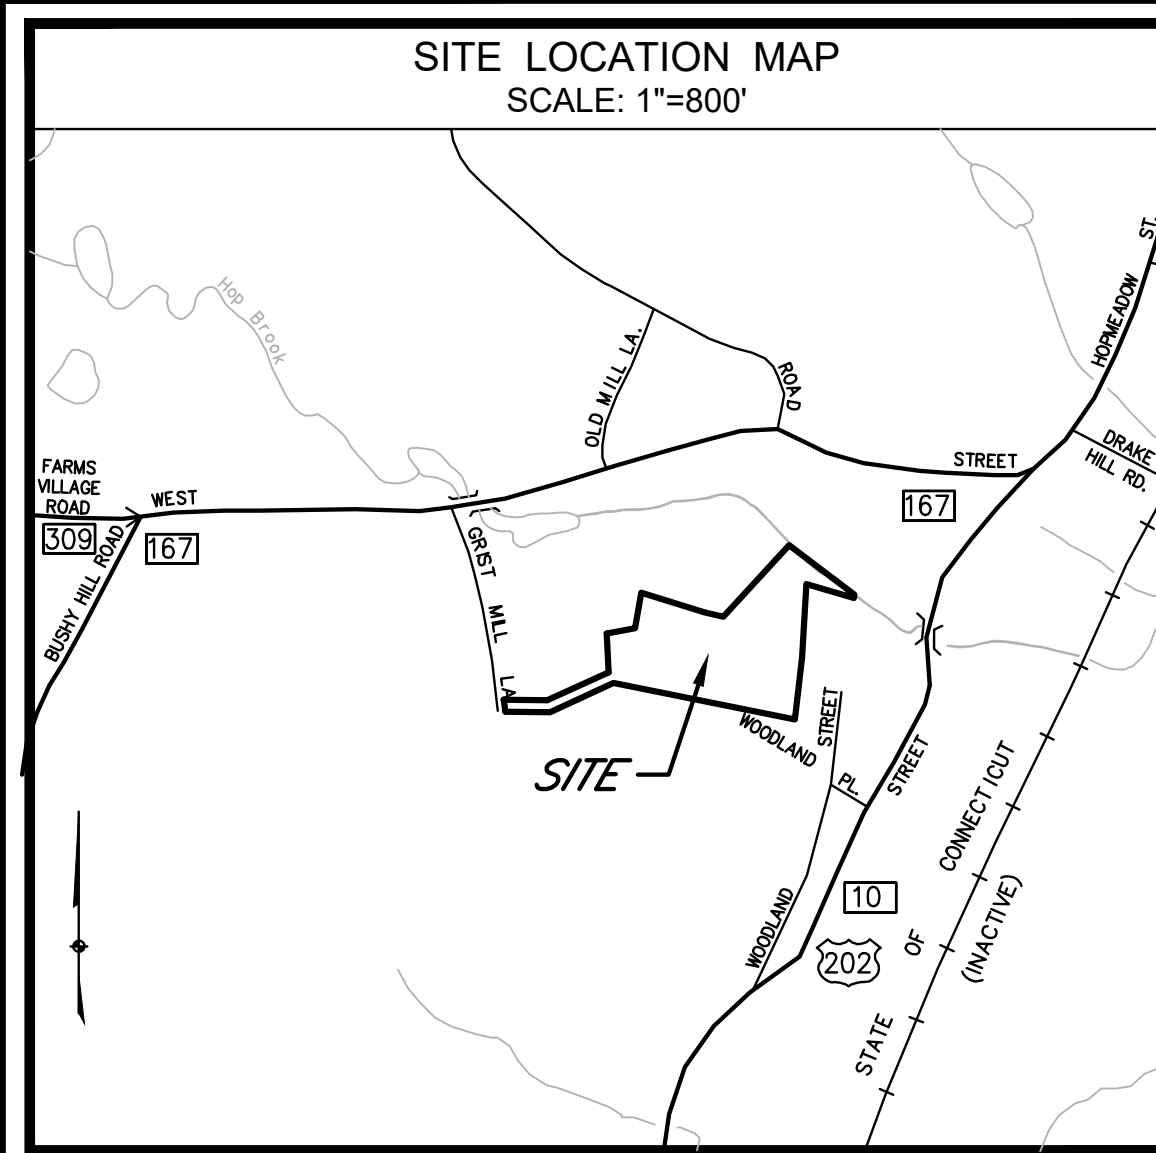 SITE LOCATION MAP
SCALE: 1"=800'
ST.
HOPMEADOW
Hop Brook
OLD MILL LA.
ROAD
DRAKE
HILL RD.
STREET
FARMS
VILLAGE
ROAD
WEST
167
309
167
BUSHY HILL ROAD
GRIST MILL LA
STREET
WOODLAND
PL.
STREET
SITE
CONNECTICUT
WOODLAND
10
(INACTIVE)
OF
202
STATE